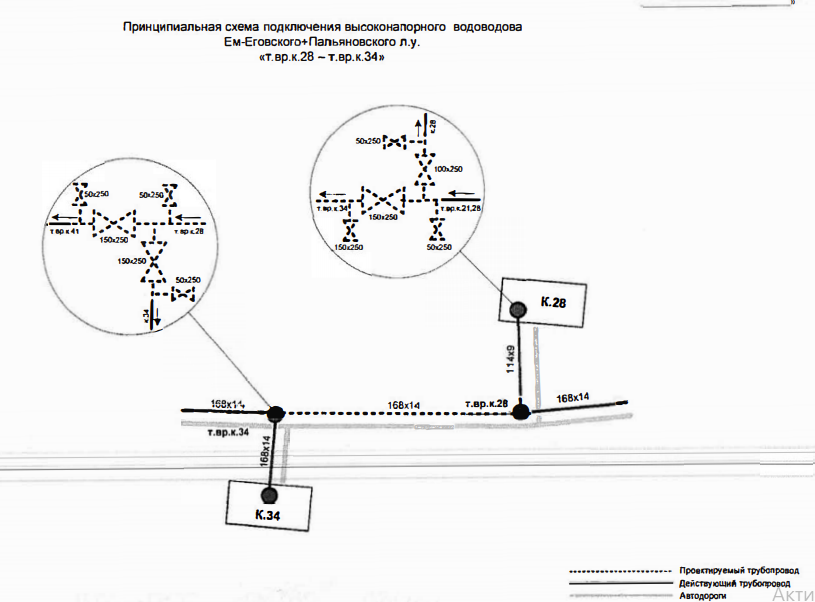 Принципиальная схема подключения высоконапорного водоводова
Ем-Еговского+Пальяновского л.у.
«т.вр.к.28 – т.вр.к.34»
50x250
к.28
100x250
т.вр.к.34
150x250
т.вр.к.21,28
150x250
50x250
50x250
50x250
т.вр.к.41
150x250
т.вр.к.28
150x250
50x250
к.34
К.28
114x9
168x14
168x14
т.вр.к.28
168x14
т.вр.к.34
168x14
К.34
Проектируемый трубопровод
Действующий трубопровод
Автодороги
Акти